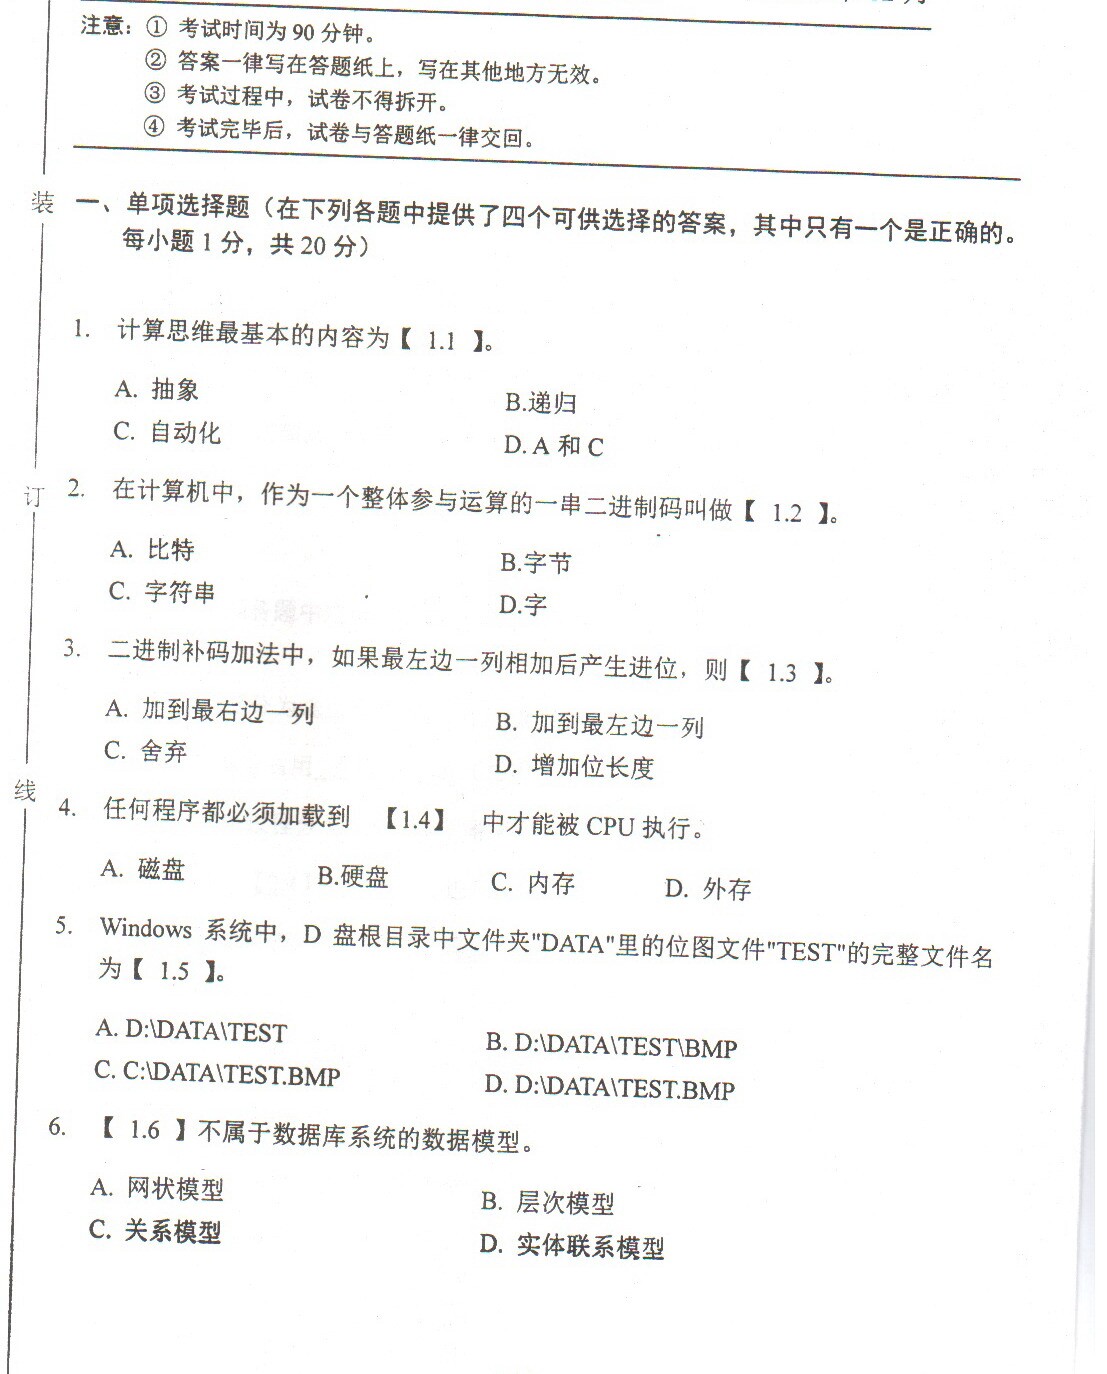 注意：① 考试时间为 90 分钟。
② 答案一律写在答题纸上，写在其他地方无效。
③ 考试过程中，试卷不得拆开。
④ 考试完毕后，试卷与答题纸一律交回。
装
一、单项选择题（在下列各题中提供了四个可供选择的答案，其中只有一个是正确的。
每小题 1 分，共 20 分）
1. 计算思维最基本的内容为【 1.1 】。
A. 抽象 B.递归
C. 自动化 D. A 和 C
订
2. 在计算机中，作为一个整体参与运算的一串二进制码叫做【 1.2 】。
A. 比特 B.字节
C. 字符串 D.字
3. 二进制补码加法中，如果最左边一列相加后产生进位，则【 1.3 】。
A. 加到最右边一列 B. 加到最左边一列
C. 舍弃 D. 增加位长度
线
4. 任何程序都必须加载到 【1.4】 中才能被 CPU 执行。
A. 磁盘 B.硬盘 C. 内存 D. 外存
5. Windows 系统中，D 盘根目录中文件夹"DATA"里的位图文件"TEST"的完整文件名
为【 1.5 】。
A. D:\DATA\TEST B. D:\DATA\TEST\BMP
C. C:\DATA\TEST.BMP D. D:\DATA\TEST.BMP
6. 【 1.6 】不属于数据库系统的数据模型。
A. 网状模型 B. 层次模型
C. 关系模型 D. 实体联系模型